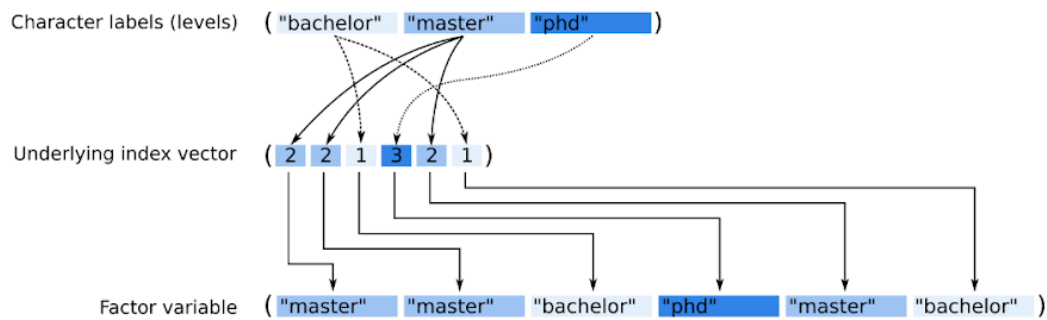 Character labels (levels) ("bachelor" "master" "phd")
Underlying index vector (2 2 1 3 2 1)
Factor variable ("master" "master" "bachelor" "phd" "master" "bachelor")